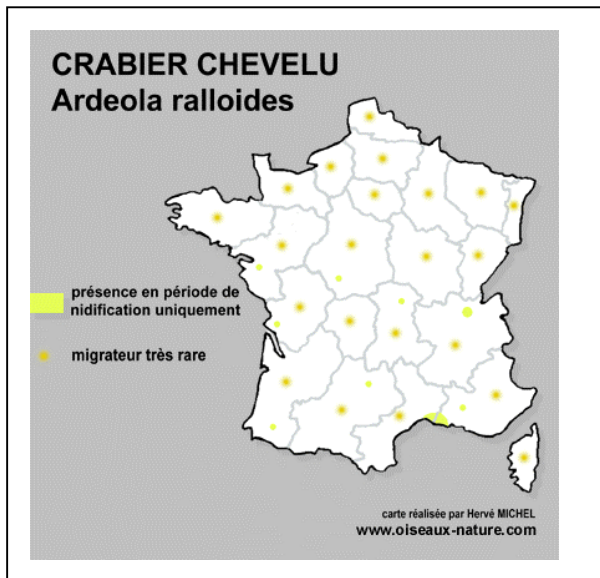 CRABIER CHEVELU
Ardeola ralloides
présence en période de
nidification uniquement
migrateur très rare
carte réalisée par Hervé MICHEL
www.oiseaux-nature.com